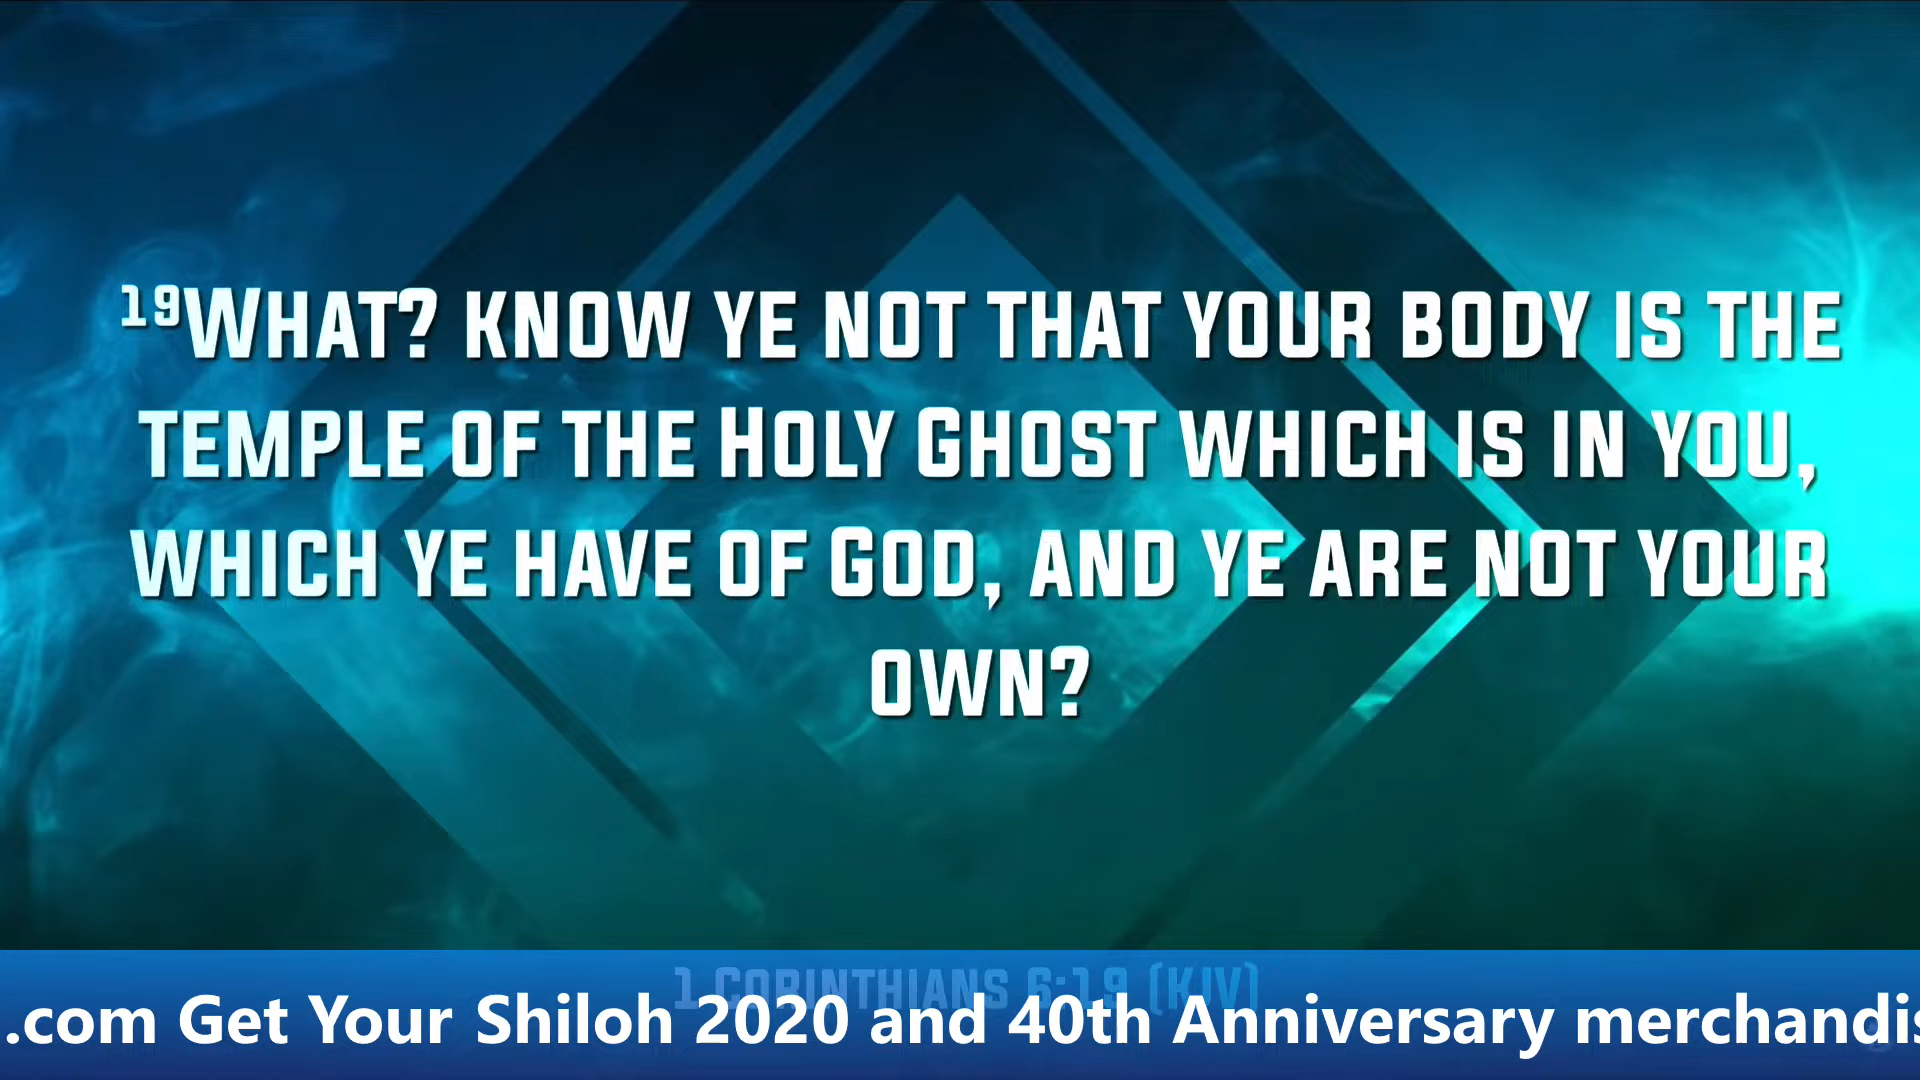 ¹⁹What? know ye not that your body is the
temple of the Holy Ghost which is in you,
which ye have of God, and ye are not your
own?
1 Corinthians 6:19 (KJV)
.com Get Your Shiloh 2020 and 40th Anniversary merchandis